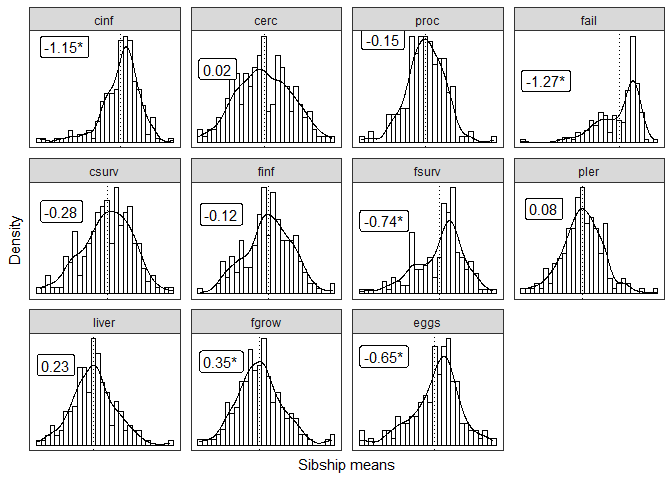 cinf cerc proc fail
-1.15* 0.02 -0.15 -1.27*
csurv finf fsurv pler
-0.28 -0.12 -0.74* 0.08
Density
liver fgrow eggs
0.23 0.35* -0.65*
Sibship means